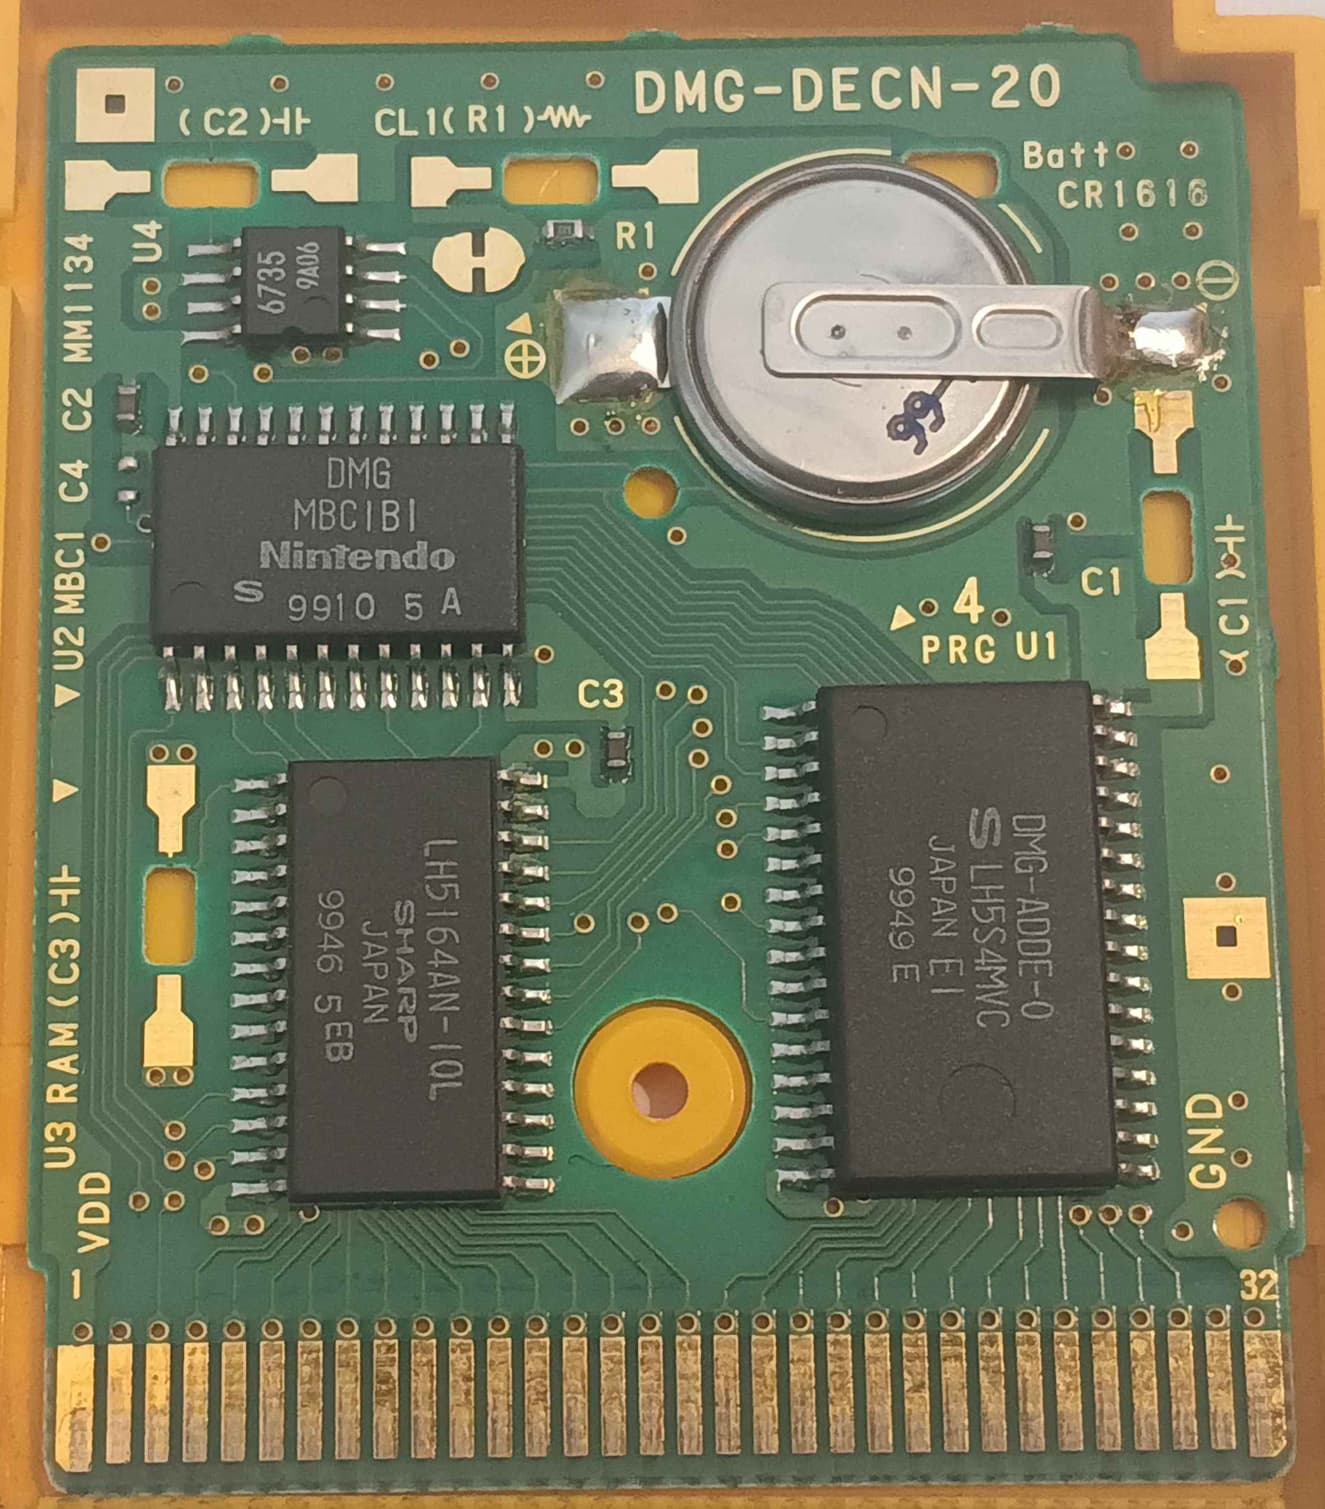 DMG-DECN-20
(C2)
CL1(R1)
Batt
CR1616
U4
6735
9A06
R1
MM1134
C2
C4
U2 MBC1
DMG
MBC1B1
Nintendo
S 9910 5 A
C1
(C1)
4
PRG U1
C3
U3 RAM(C3)
LH5164AN-10L
SHARP
JAPAN
9946 5 EB
DMG-ADDE-0
S LH5S4MVC
JAPAN E1
9949 E
GND
VDD
1
32